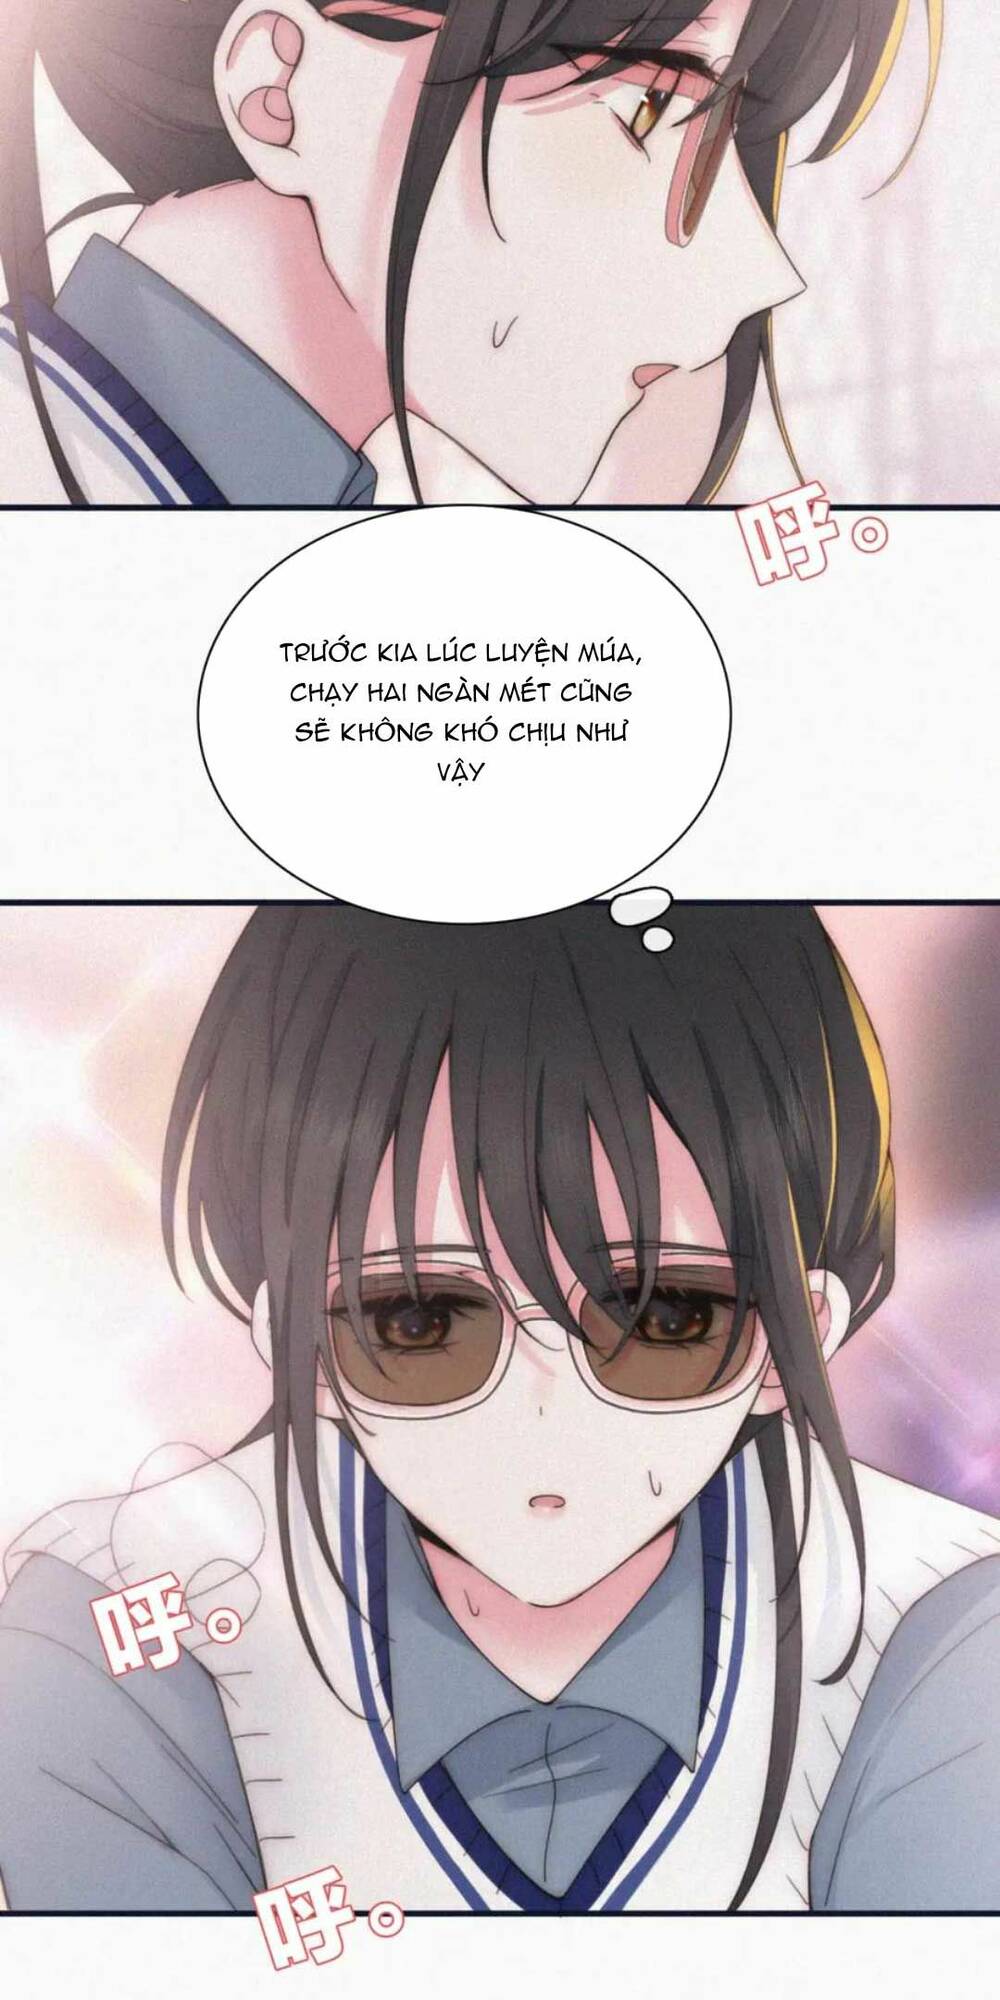 呼。
TRƯỚC KIA LÚC LUYỆN MÚA,
CHẠY HAI NGÀN MÉT CŨNG
SẼ KHÔNG KHÓ CHỊU NHƯ
VẬY
呼。
呼。